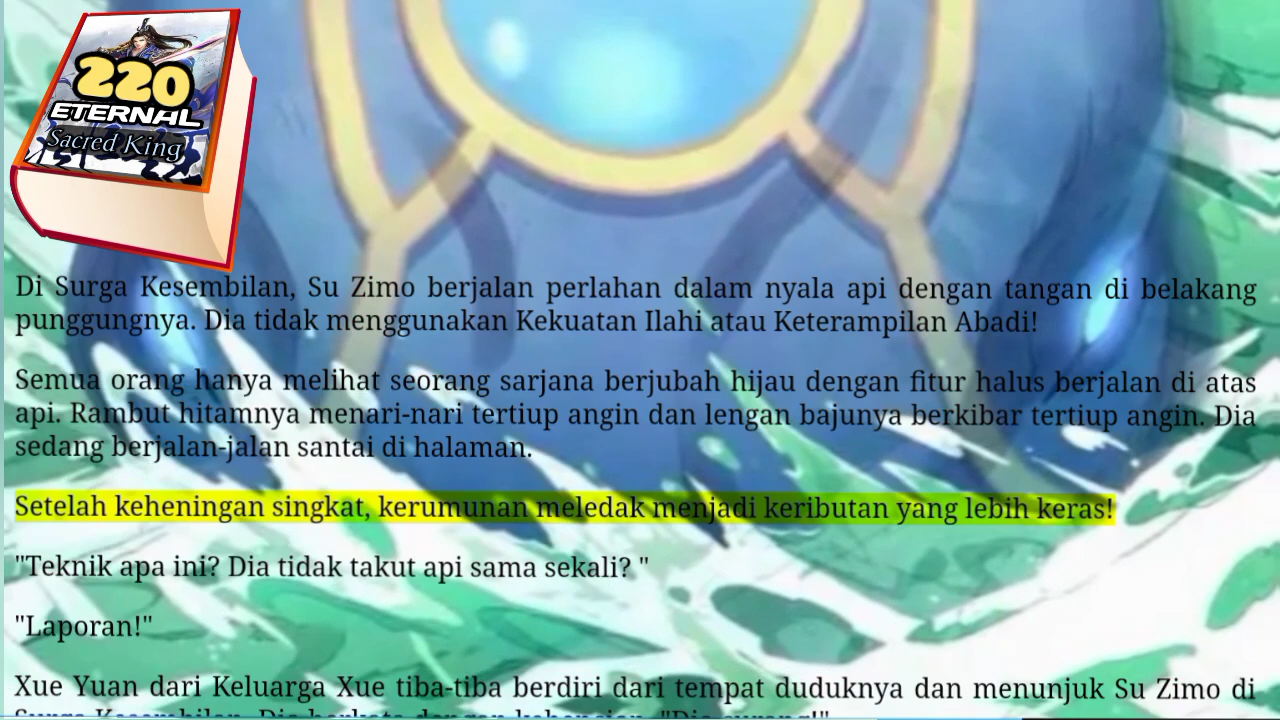 220
ETERNAL
Sacred King
Di Surga Kesembilan, Su Zimo berjalan perlahan dalam nyala api dengan tangan di belakang
punggungnya. Dia tidak menggunakan Kekuatan Ilahi atau Keterampilan Abadi!
Semua orang hanya melihat seorang sarjana berjubah hijau dengan fitur halus berjalan di atas
api. Rambut hitamnya menari-nari tertiup angin dan lengan bajunya berkibar tertiup angin. Dia
sedang berjalan-jalan santai di halaman.
Setelah keheningan singkat, kerumunan meledak menjadi keributan yang lebih keras!
"Teknik apa ini? Dia tidak takut api sama sekali? "
"Laporan!"
Xue Yuan dari Keluarga Xue tiba-tiba berdiri dari tempat duduknya dan menunjuk Su Zimo di